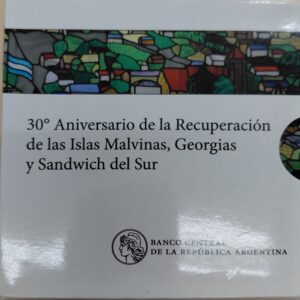 30° Aniversario de la Recuperación
de las Islas Malvinas, Georgias
y Sandwich del Sur
BANCO CENTRAL
DE LA REPÚBLICA ARGENTINA